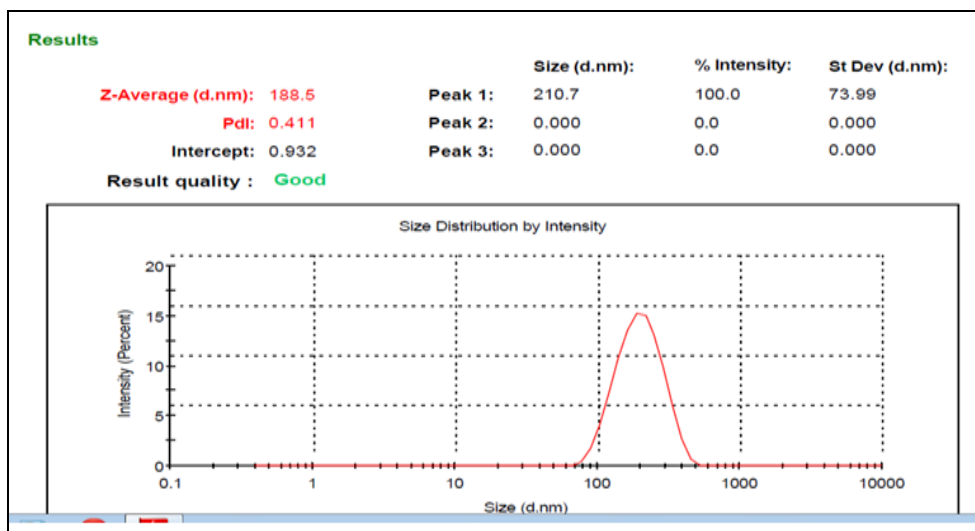 Results
Size (d.nm): % Intensity: St Dev (d.nm):
Z-Average (d.nm): 188.5 Peak 1: 210.7 100.0 73.99
PdI: 0.411 Peak 2: 0.000 0.0 0.000
Intercept: 0.932 Peak 3: 0.000 0.0 0.000
Result quality : Good
Size Distribution by Intensity
20
15
10
5
0
Intensity (Percent)
0.1 1 10 100 1000 10000
Size (d.nm)